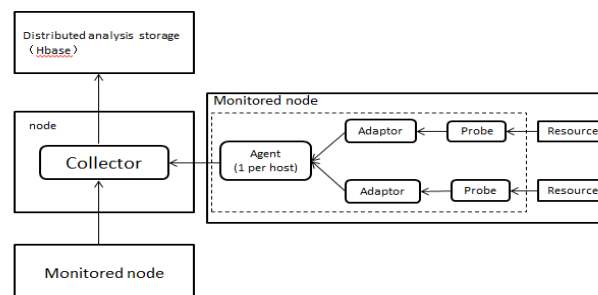 Distributed analysis storage
（Hbase）
node
Collector
Monitored node
Monitored node
Agent
(1 per host)
Adaptor
Probe
Resource
Adaptor
Probe
Resource